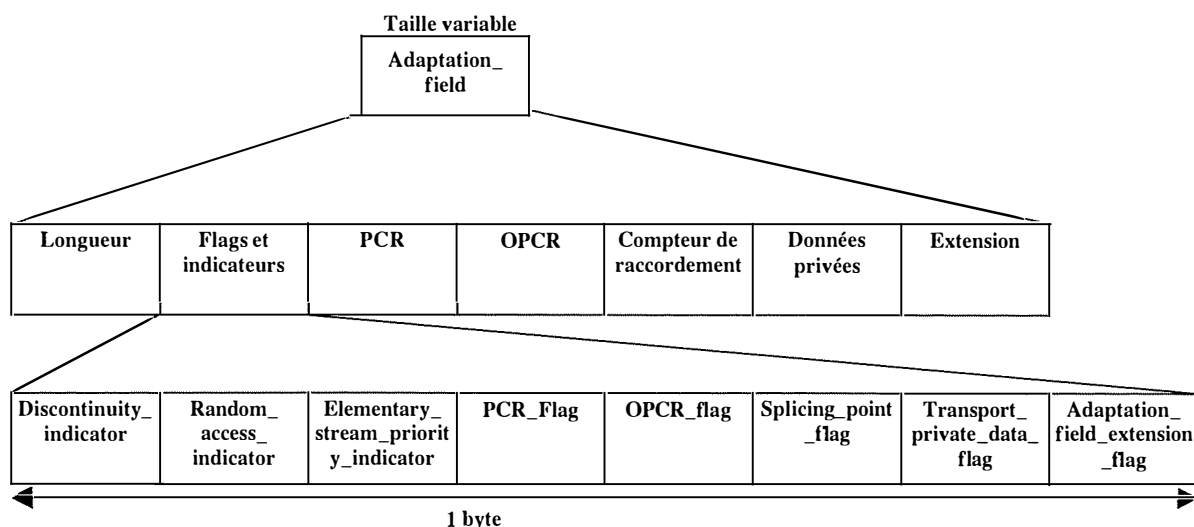 Taille variable
Adaptation_
field
Longueur
Flags et
indicateurs
PCR
OPCR
Compteur de
raccordement
Données
privées
Extension
Discontinuity_
indicator
Random_
access_
indicator
Elementary_
stream_priorit
y_indicator
PCR_Flag
OPCR_flag
Splicing_point
_flag
Transport_
private_data_
flag
Adaptation_
field_extension
_flag
1 byte